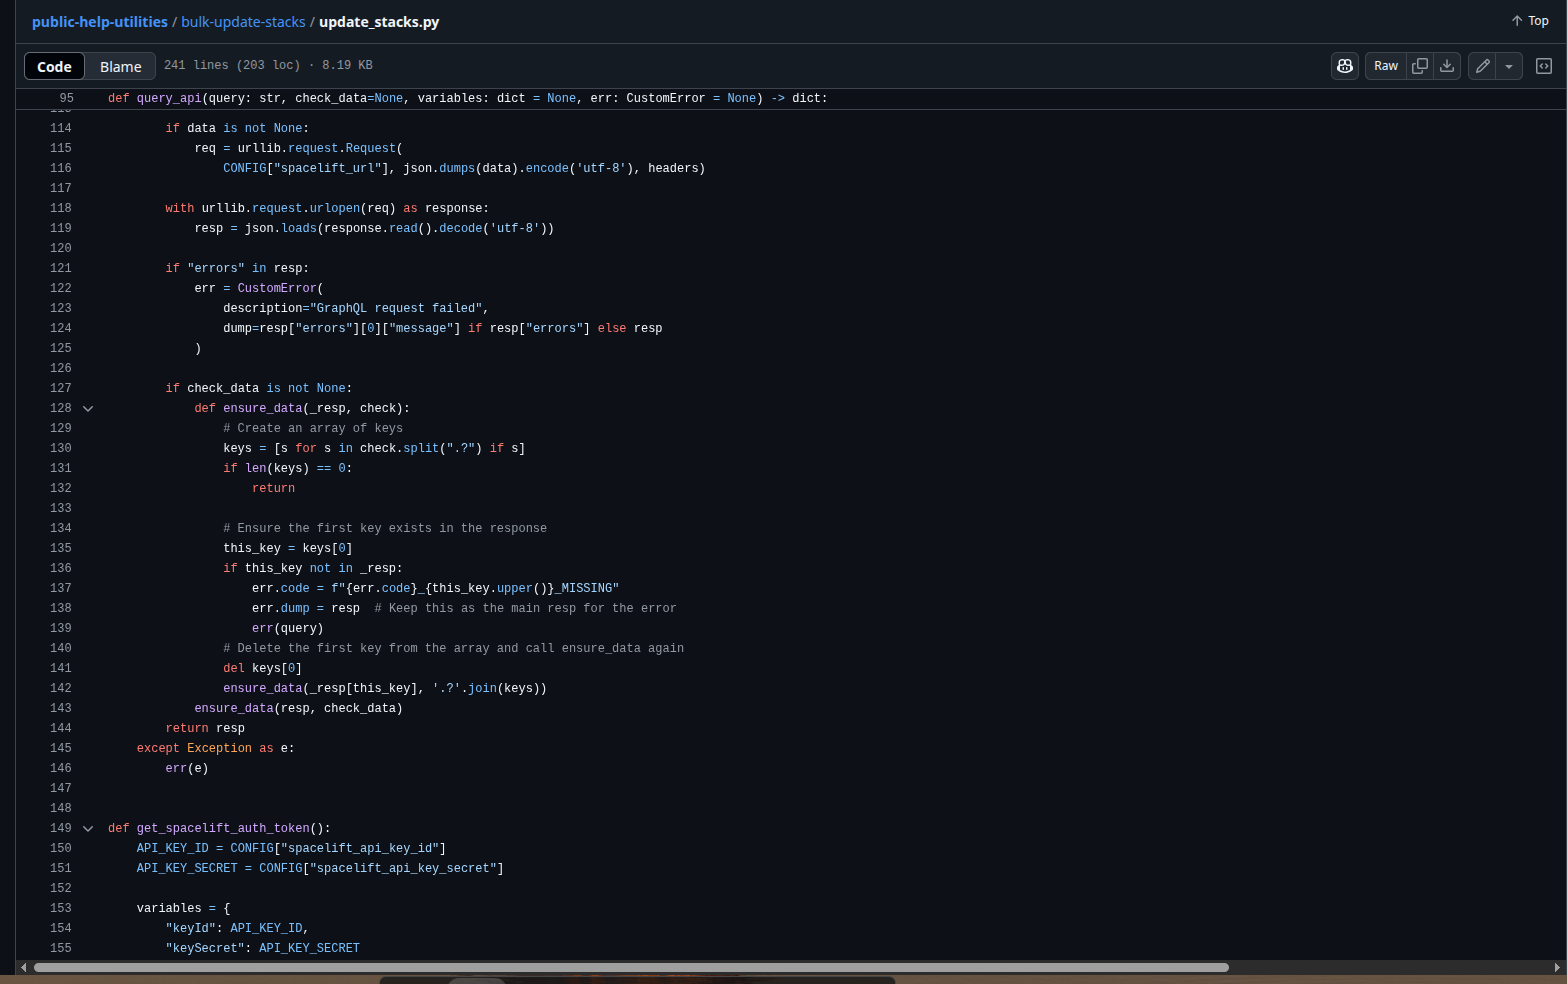 public-help-utilities / bulk-update-stacks / update_stacks.py
Top
Code Blame 241 lines (203 loc) · 8.19 KB
Raw
95 def query_api(query: str, check_data=None, variables: dict = None, err: CustomError = None) -> dict:
114 if data is not None:
115 req = urllib.request.Request(
116 CONFIG["spacelift_url"], json.dumps(data).encode('utf-8'), headers)
117
118 with urllib.request.urlopen(req) as response:
119 resp = json.loads(response.read().decode('utf-8'))
120
121 if "errors" in resp:
122 err = CustomError(
123 description="GraphQL request failed",
124 dump=resp["errors"][0]["message"] if resp["errors"] else resp
125 )
126
127 if check_data is not None:
128 def ensure_data(_resp, check):
129 # Create an array of keys
130 keys = [s for s in check.split(".?") if s]
131 if len(keys) == 0:
132 return
133
134 # Ensure the first key exists in the response
135 this_key = keys[0]
136 if this_key not in _resp:
137 err.code = f"{err.code}_{this_key.upper()}_MISSING"
138 err.dump = resp  # Keep this as the main resp for the error
139 err(query)
140 # Delete the first key from the array and call ensure_data again
141 del keys[0]
142 ensure_data(_resp[this_key], '.?'.join(keys))
143 ensure_data(resp, check_data)
144 return resp
145 except Exception as e:
146 err(e)
147
148
149 def get_spacelift_auth_token():
150 API_KEY_ID = CONFIG["spacelift_api_key_id"]
151 API_KEY_SECRET = CONFIG["spacelift_api_key_secret"]
152
153 variables = {
154 "keyId": API_KEY_ID,
155 "keySecret": API_KEY_SECRET